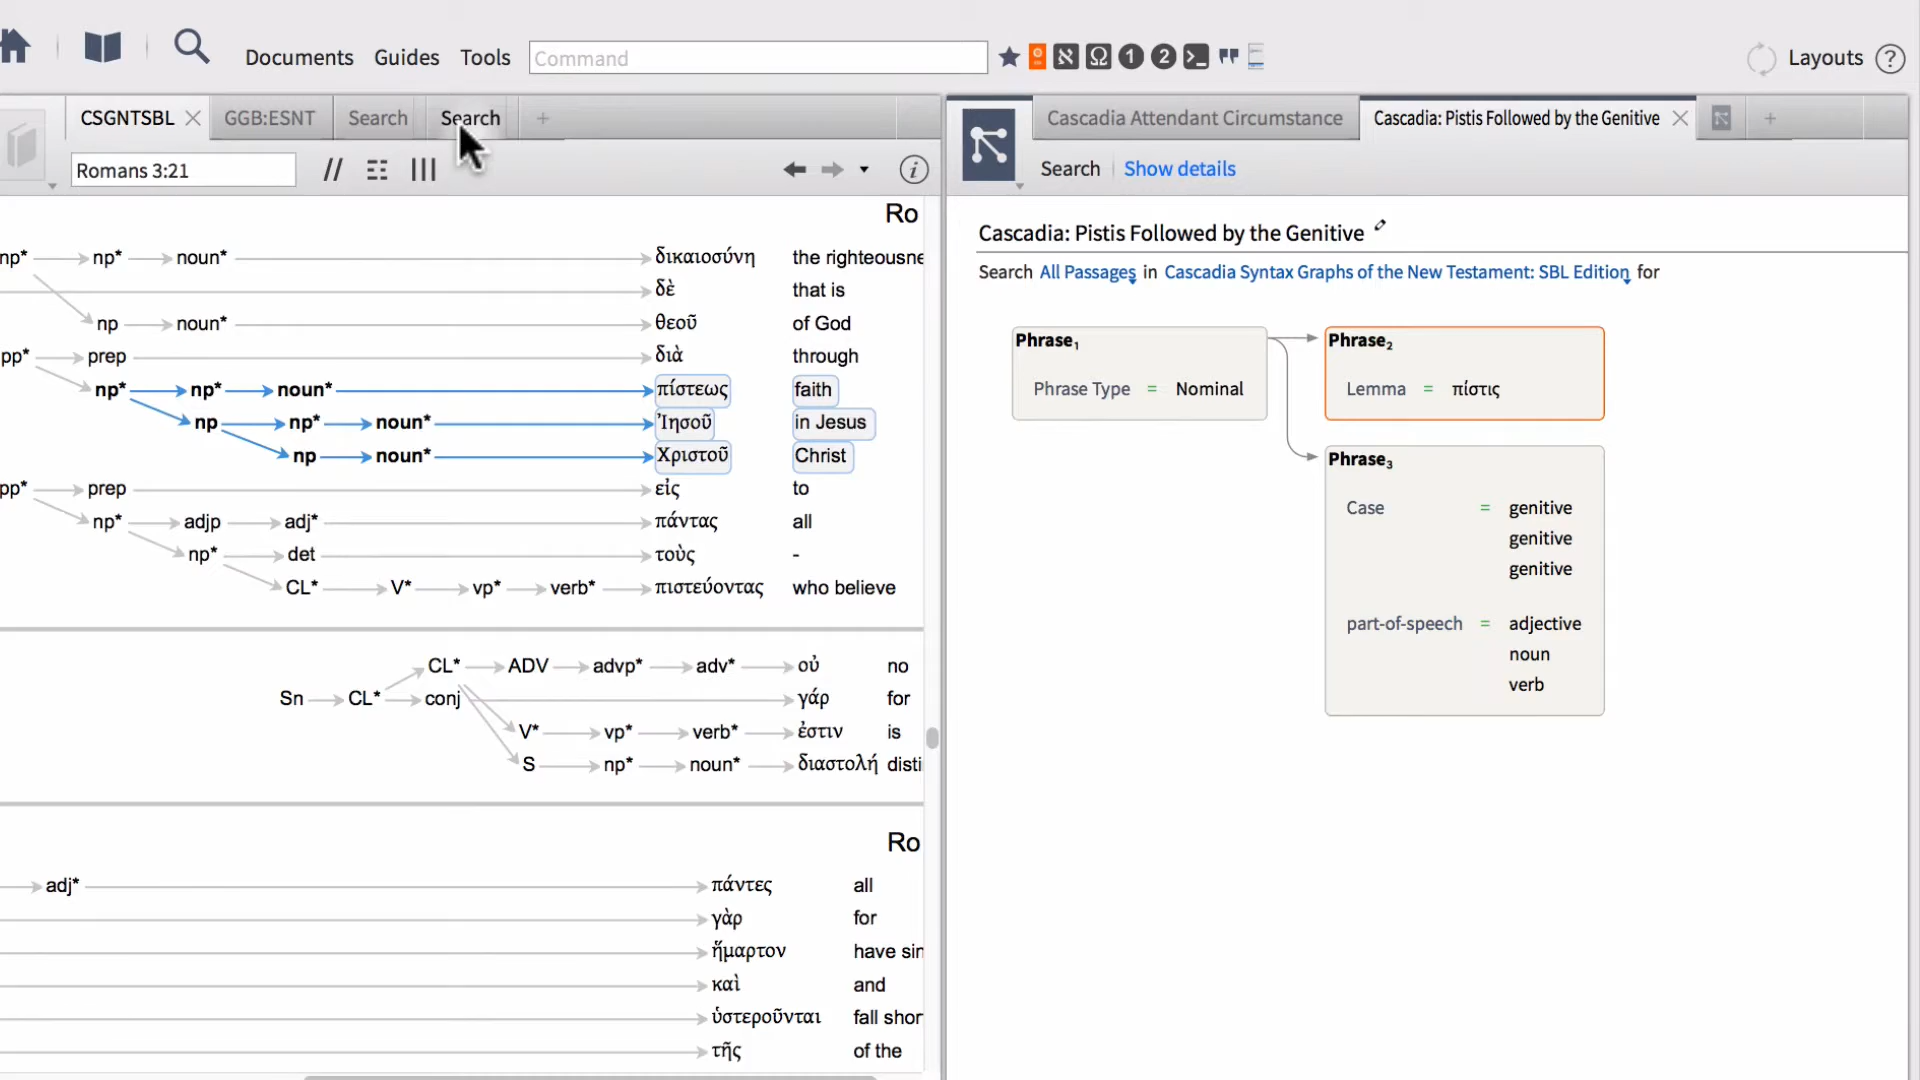 Documents Guides Tools Command Layouts ?
CSGNTSBL GGB:ESNT Search Search +
Romans 3:21
Ro
np* np* noun* δικαιοσύνη the righteousne
δὲ that is
np noun* θεοῦ of God
pp* prep διὰ through
np* np* noun* πίστεως faith
np np* noun* Ἰησοῦ in Jesus
np noun* Χριστοῦ Christ
pp* prep εἰς to
np* adjp adj* πάντας all
np* det τοὺς -
CL* V* vp* verb* πιστεύοντας who believe
CL* ADV advp* adv* οὐ no
Sn CL* conj γάρ for
V* vp* verb* ἐστιν is
S np* noun* διαστολή disti
Ro
adj* πάντες all
γὰρ for
ἥμαρτον have sin
καὶ and
ὑστεροῦνται fall shor
τῆς of the
Cascadia Attendant Circumstance Cascadia: Pistis Followed by the Genitive +
Search Show details
Cascadia: Pistis Followed by the Genitive
Search All Passages in Cascadia Syntax Graphs of the New Testament: SBL Edition for
Phrase1
Phrase Type = Nominal
Phrase2
Lemma = πίστις
Phrase3
Case = genitive
genitive
genitive
part-of-speech = adjective
noun
verb